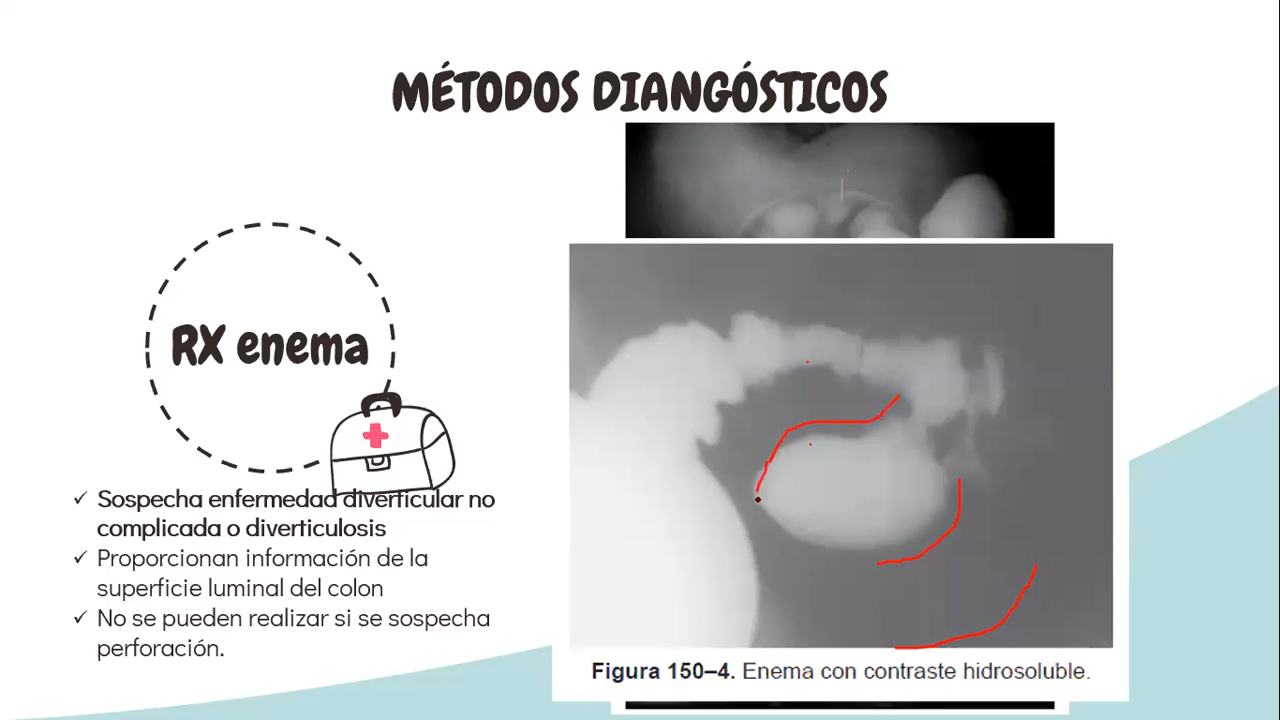 MÉTODOS DIANGÓSTICOS
RX enema
✓ Sospecha enfermedad diverticular no
complicada o diverticulosis
✓ Proporcionan información de la
superficie luminal del colon
✓ No se pueden realizar si se sospecha
perforación.
Figura 150–4. Enema con contraste hidrosoluble.